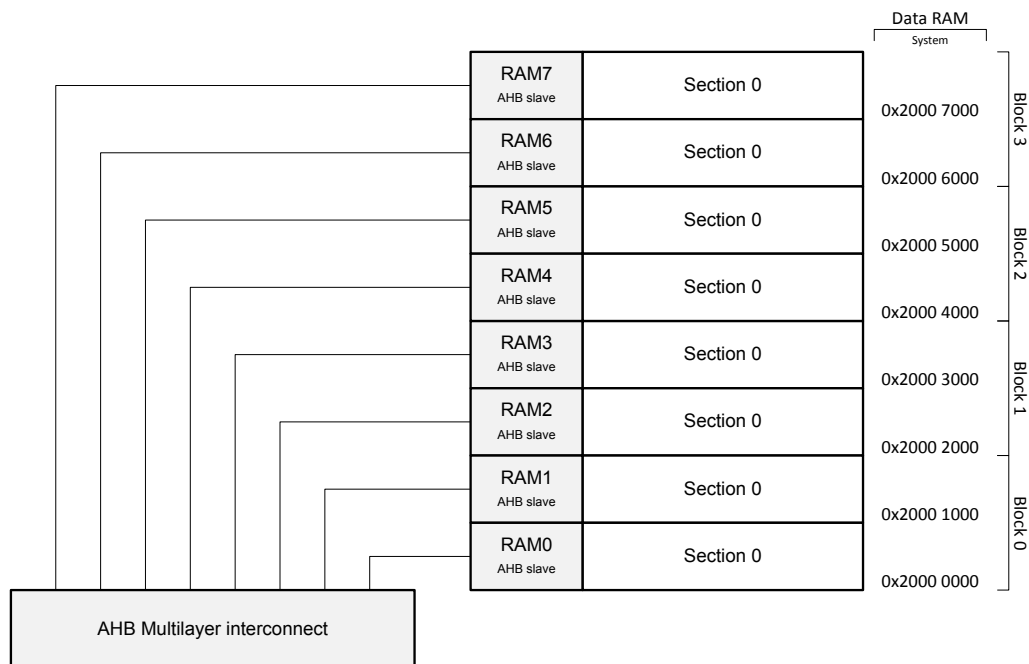 Data RAM
System
RAM7
AHB slave
Section 0
0x2000 7000
Block 3
RAM6
AHB slave
Section 0
0x2000 6000
RAM5
AHB slave
Section 0
0x2000 5000
Block 2
RAM4
AHB slave
Section 0
0x2000 4000
RAM3
AHB slave
Section 0
0x2000 3000
Block 1
RAM2
AHB slave
Section 0
0x2000 2000
RAM1
AHB slave
Section 0
0x2000 1000
Block 0
RAM0
AHB slave
Section 0
0x2000 0000
AHB Multilayer interconnect